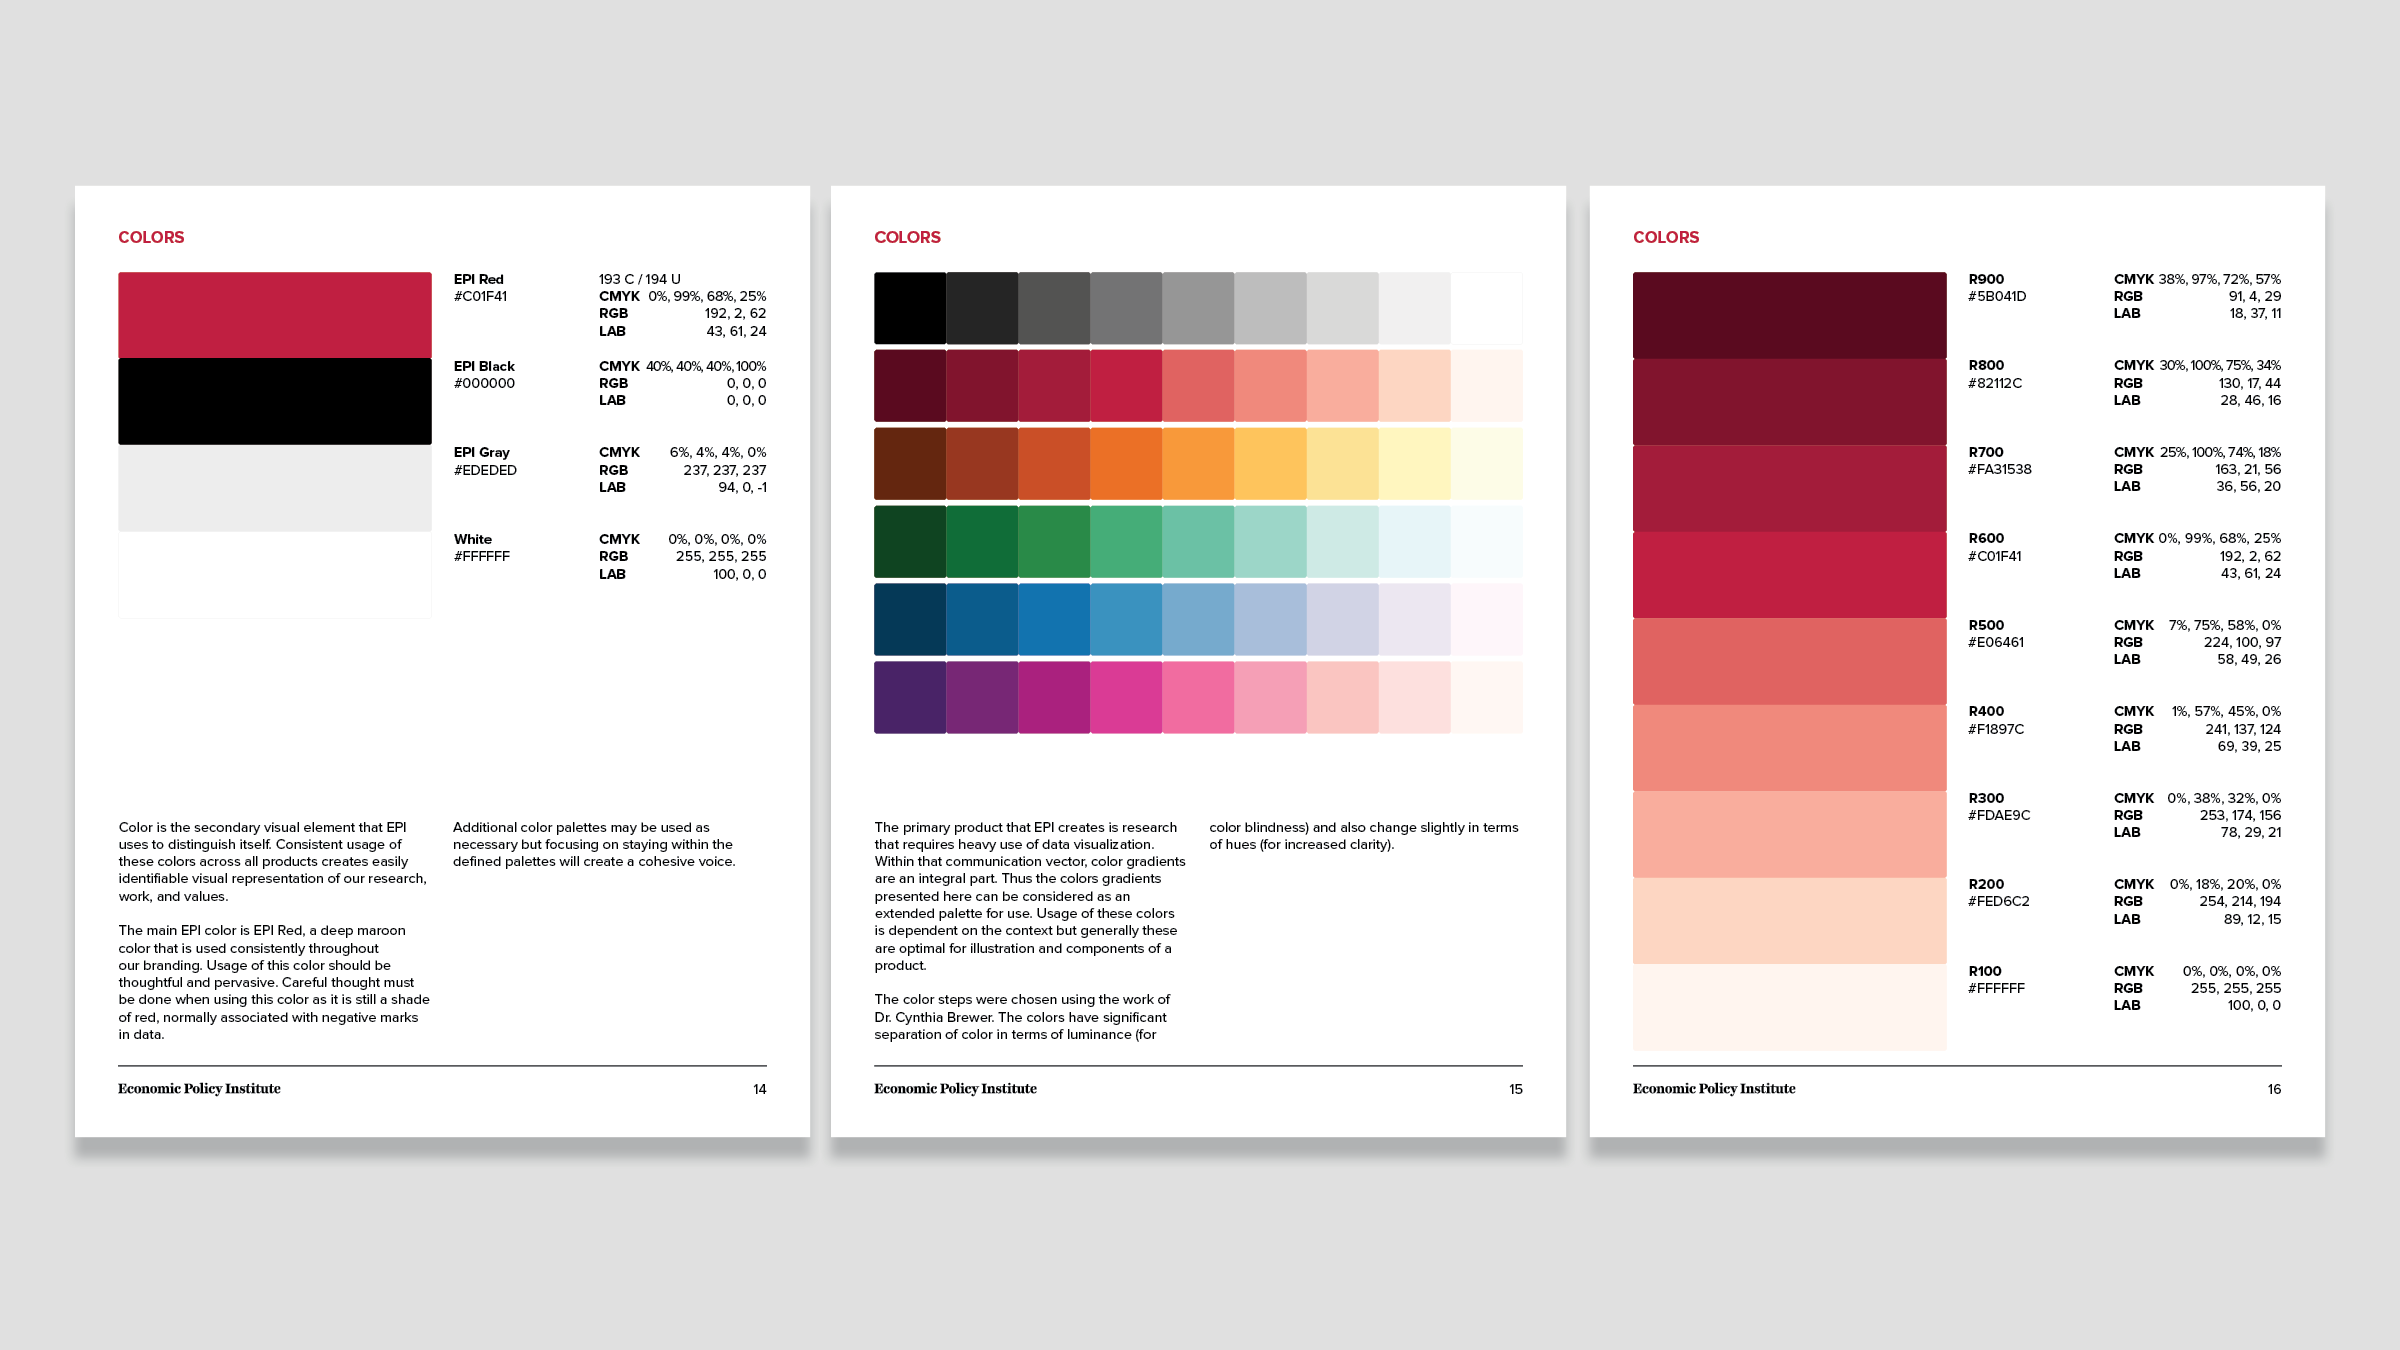 COLORS
EPI Red
#C01F41
193 C / 194 U
CMYK 0%, 99%, 68%, 25%
RGB 192, 2, 62
LAB 43, 61, 24
EPI Black
#000000
CMYK 40%, 40%, 40%, 100%
RGB 0, 0, 0
LAB 0, 0, 0
EPI Gray
#EDEDED
CMYK 6%, 4%, 4%, 0%
RGB 237, 237, 237
LAB 94, 0, -1
White
#FFFFFF
CMYK 0%, 0%, 0%, 0%
RGB 255, 255, 255
LAB 100, 0, 0
Color is the secondary visual element that EPI
uses to distinguish itself. Consistent usage of
these colors across all products creates easily
identifiable visual representation of our research,
work, and values.
The main EPI color is EPI Red, a deep maroon
color that is used consistently throughout
our branding. Usage of this color should be
thoughtful and pervasive. Careful thought must
be done when using this color as it is still a shade
of red, normally associated with negative marks
in data.
Additional color palettes may be used as
necessary but focusing on staying within the
defined palettes will create a cohesive voice.
Economic Policy Institute
14
COLORS
The primary product that EPI creates is research
that requires heavy use of data visualization.
Within that communication vector, color gradients
are an integral part. Thus the colors gradients
presented here can be considered as an
extended palette for use. Usage of these colors
is dependent on the context but generally these
are optimal for illustration and components of a
product.
The color steps were chosen using the work of
Dr. Cynthia Brewer. The colors have significant
separation of color in terms of luminance (for
color blindness) and also change slightly in terms
of hues (for increased clarity).
Economic Policy Institute
15
COLORS
R900
#5B041D
CMYK 38%, 97%, 72%, 57%
RGB 91, 4, 29
LAB 18, 37, 11
R800
#82112C
CMYK 30%, 100%, 75%, 34%
RGB 130, 17, 44
LAB 28, 46, 16
R700
#FA31538
CMYK 25%, 100%, 74%, 18%
RGB 163, 21, 56
LAB 36, 56, 20
R600
#C01F41
CMYK 0%, 99%, 68%, 25%
RGB 192, 2, 62
LAB 43, 61, 24
R500
#E06461
CMYK 7%, 75%, 58%, 0%
RGB 224, 100, 97
LAB 58, 49, 26
R400
#F1897C
CMYK 1%, 57%, 45%, 0%
RGB 241, 137, 124
LAB 69, 39, 25
R300
#FDAE9C
CMYK 0%, 38%, 32%, 0%
RGB 253, 174, 156
LAB 78, 29, 21
R200
#FED6C2
CMYK 0%, 18%, 20%, 0%
RGB 254, 214, 194
LAB 89, 12, 15
R100
#FFFFFF
CMYK 0%, 0%, 0%, 0%
RGB 255, 255, 255
LAB 100, 0, 0
Economic Policy Institute
16